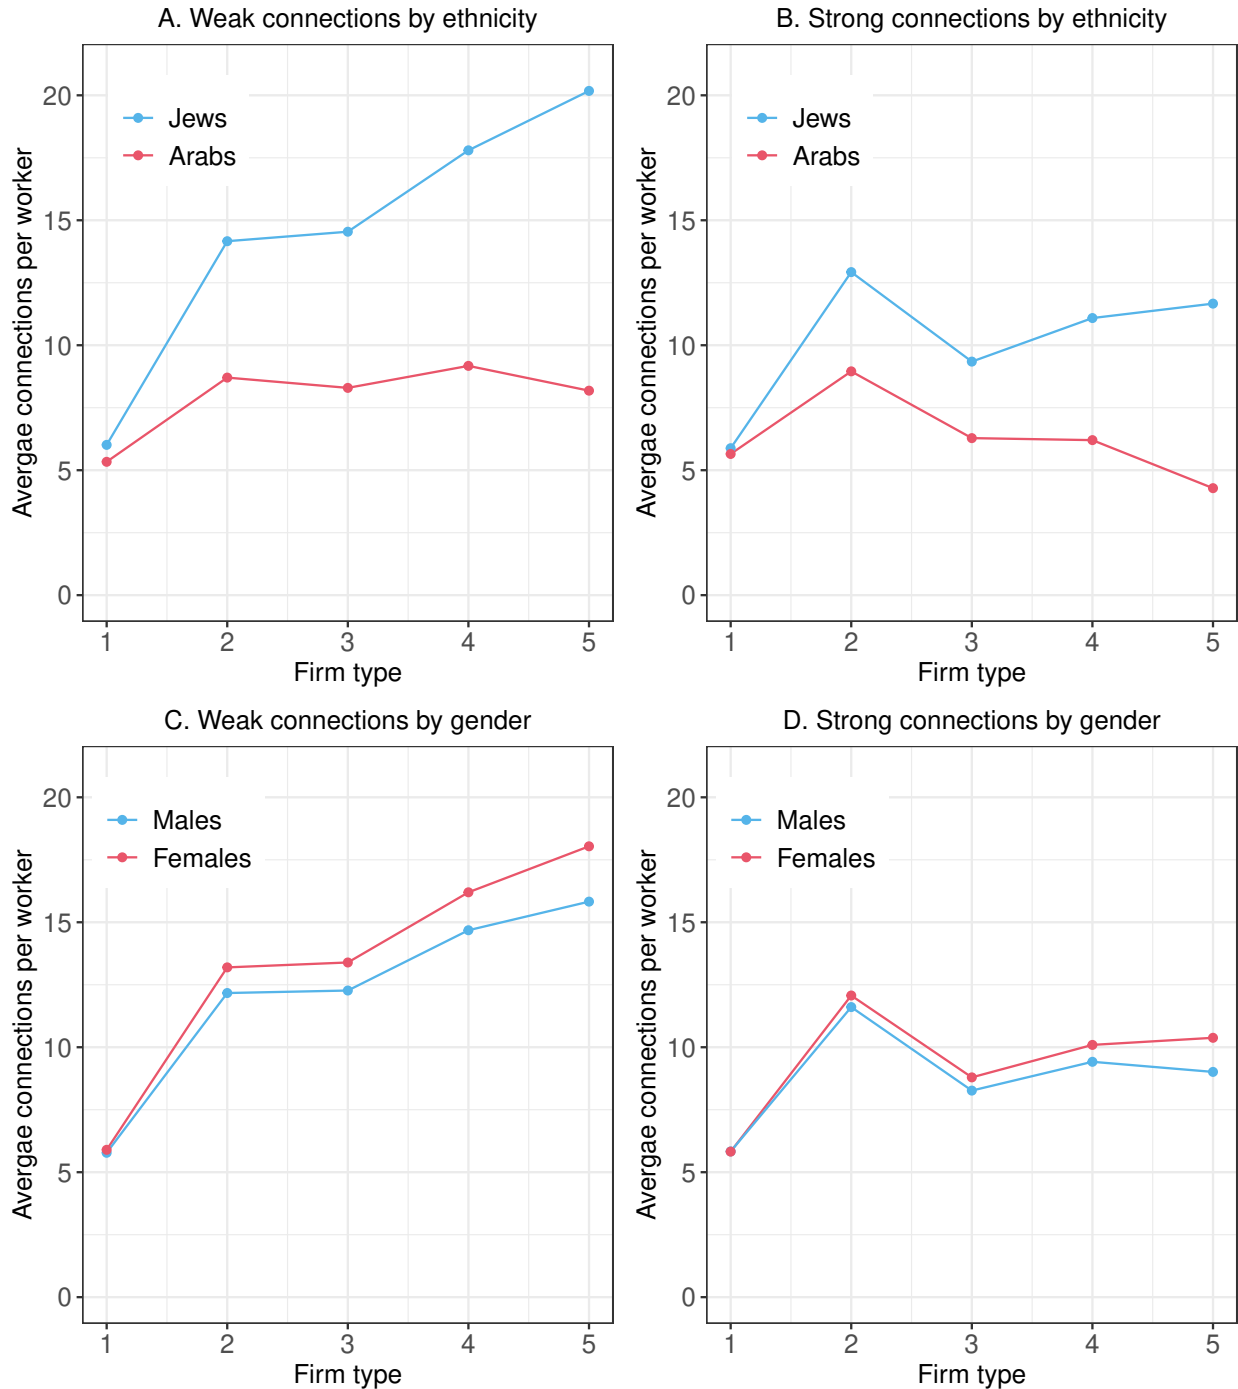 A. Weak connections by ethnicity
Avergae connections per worker
20
15
10
5
0
Jews
Arabs
1 2 3 4 5
Firm type
B. Strong connections by ethnicity
Avergae connections per worker
20
15
10
5
0
Jews
Arabs
1 2 3 4 5
Firm type
C. Weak connections by gender
Avergae connections per worker
20
15
10
5
0
Males
Females
1 2 3 4 5
Firm type
D. Strong connections by gender
Avergae connections per worker
20
15
10
5
0
Males
Females
1 2 3 4 5
Firm type